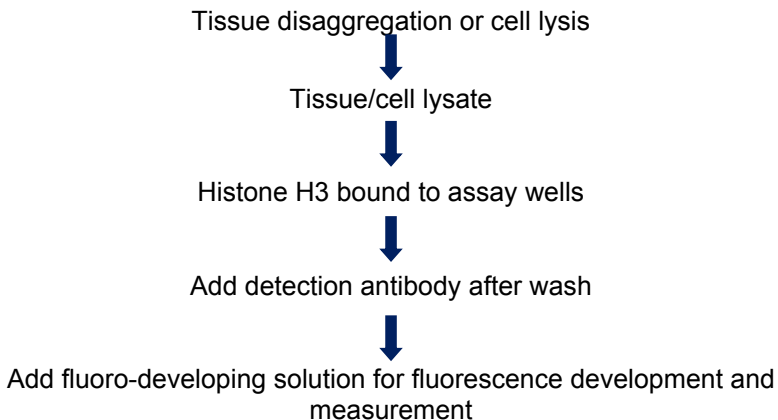 Tissue disaggregation or cell lysis
Tissue/cell lysate
Histone H3 bound to assay wells
Add detection antibody after wash
Add fluoro-developing solution for fluorescence development and
measurement